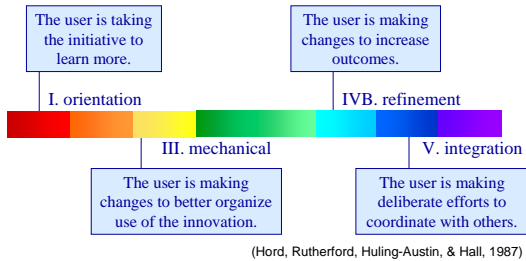 The user is taking
the initiative to
learn more.
The user is making
changes to increase
outcomes.
I. orientation
IVB. refinement
III. mechanical
V. integration
The user is making
changes to better organize
use of the innovation.
The user is making
deliberate efforts to
coordinate with others.
(Hord, Rutherford, Huling-Austin, & Hall, 1987)